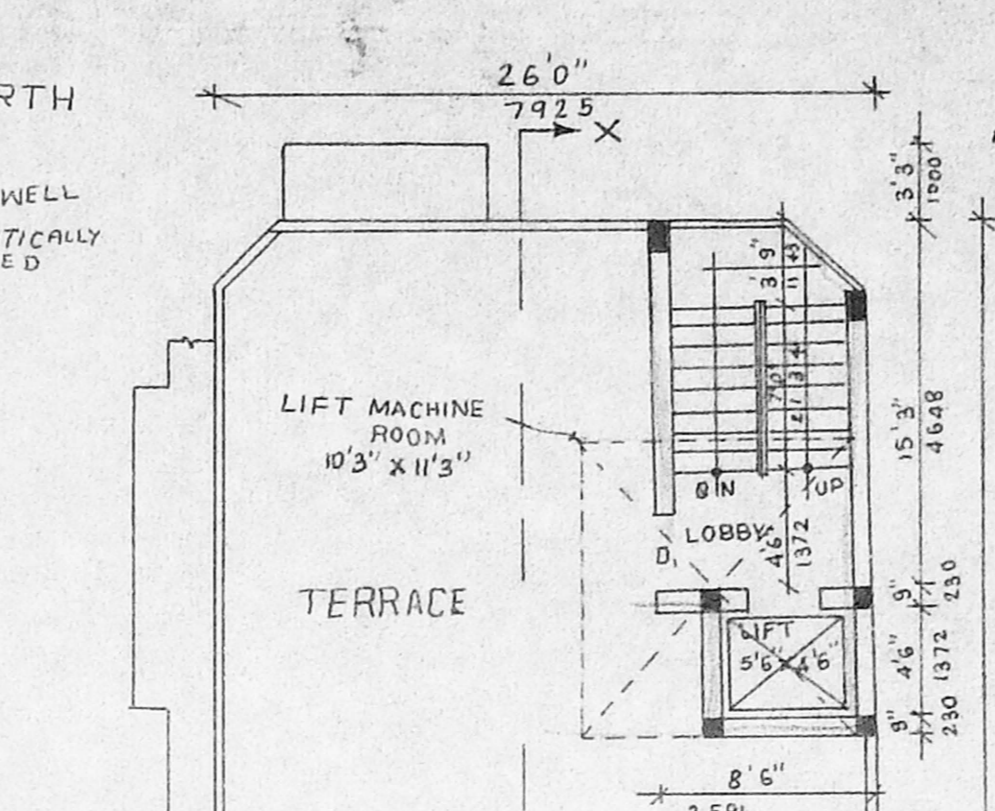 26'0"
7925
RTH
X
3'3"
1000
WELL
TICALLY
ED
3'9"
1143
LIFT MACHINE
ROOM
10'3" X 11'3"
7'0"
2134
15'3"
4648
DN
UP
LOBBY
D1
4'6"
1372
TERRACE
9"
230
LIFT
5'6" 4'6"
4'6"
1372
9"
230
8'6"